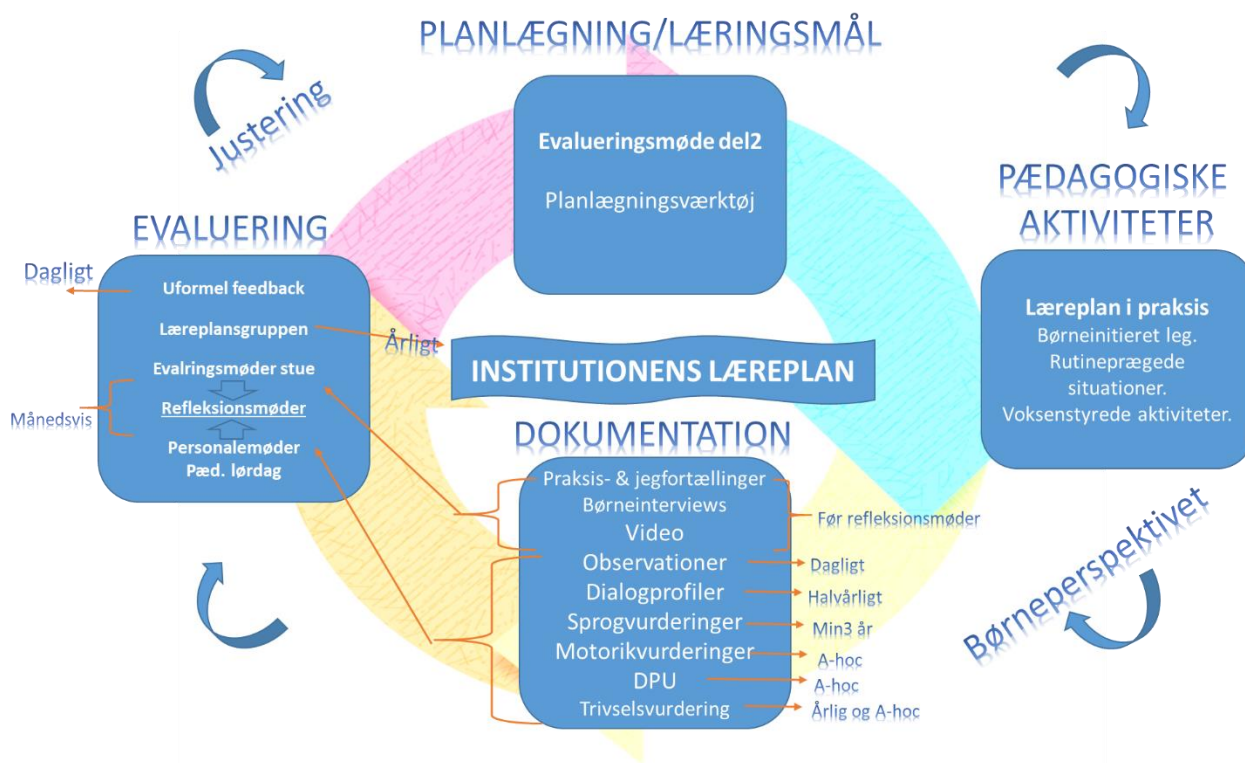 PLANLÆGNING/LÆRINGSMÅL
Justering
Evalueringsmøde del2
Planlægningsværktøj
PÆDAGOGISKE
AKTIVITETER
Læreplan i praksis
Børneinitieret leg.
Rutineprægede
situationer.
Voksenstyrede aktiviteter.
EVALUERING
Dagligt
Uformel feedback
Læreplansgruppen
Årligt
Evalringsmøder stue
Refleksionsmøder
Månedsvis
Personalemøder
Pæd. lørdag
INSTITUTIONENS LÆREPLAN
DOKUMENTATION
Praksis- & jegfortællinger
Børneinterviews
Video
Før refleksionsmøder
Observationer
Dagligt
Dialogprofiler
Halvårligt
Sprogvurderinger
Min3 år
Motorikvurderinger
A-hoc
DPU
A-hoc
Trivselsvurdering
Årlig og A-hoc
Børneperspektivet